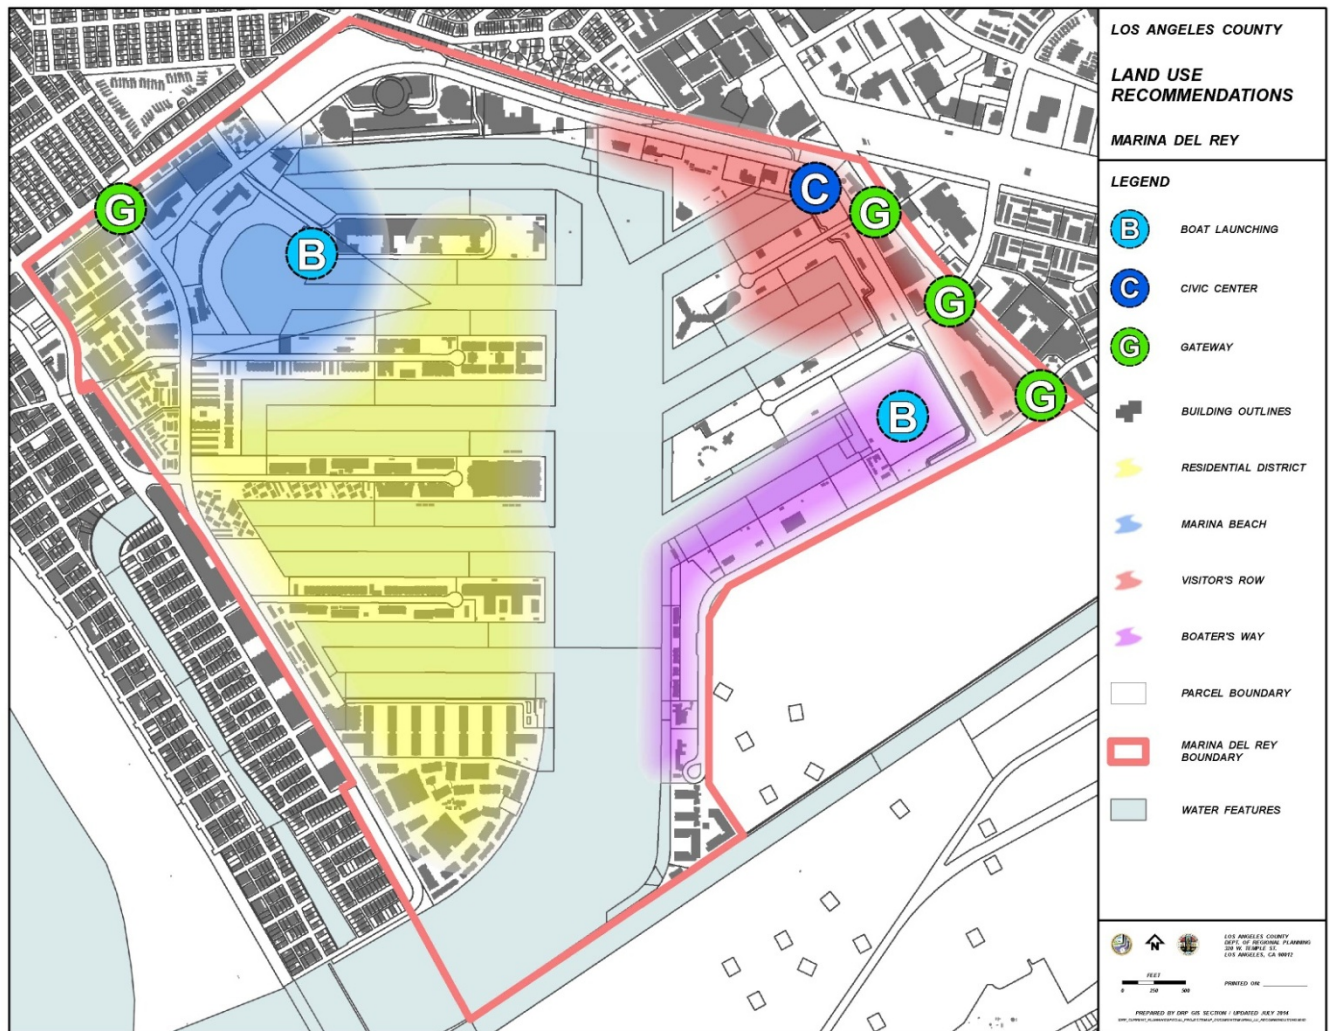 LOS ANGELES COUNTY
LAND USE
RECOMMENDATIONS
MARINA DEL REY
LEGEND
B BOAT LAUNCHING
C CIVIC CENTER
G GATEWAY
BUILDING OUTLINES
RESIDENTIAL DISTRICT
MARINA BEACH
VISITOR'S ROW
BOATER'S WAY
PARCEL BOUNDARY
MARINA DEL REY
BOUNDARY
WATER FEATURES
G
B
C
G
G
G
B
N
LOS ANGELES COUNTY
DEPT. OF REGIONAL PLANNING
320 W. TEMPLE ST.
LOS ANGELES, CA 90012
FEET
0 250 500
PRINTED ON:
PREPARED BY DRP GIS SECTION / UPDATED JULY 2014